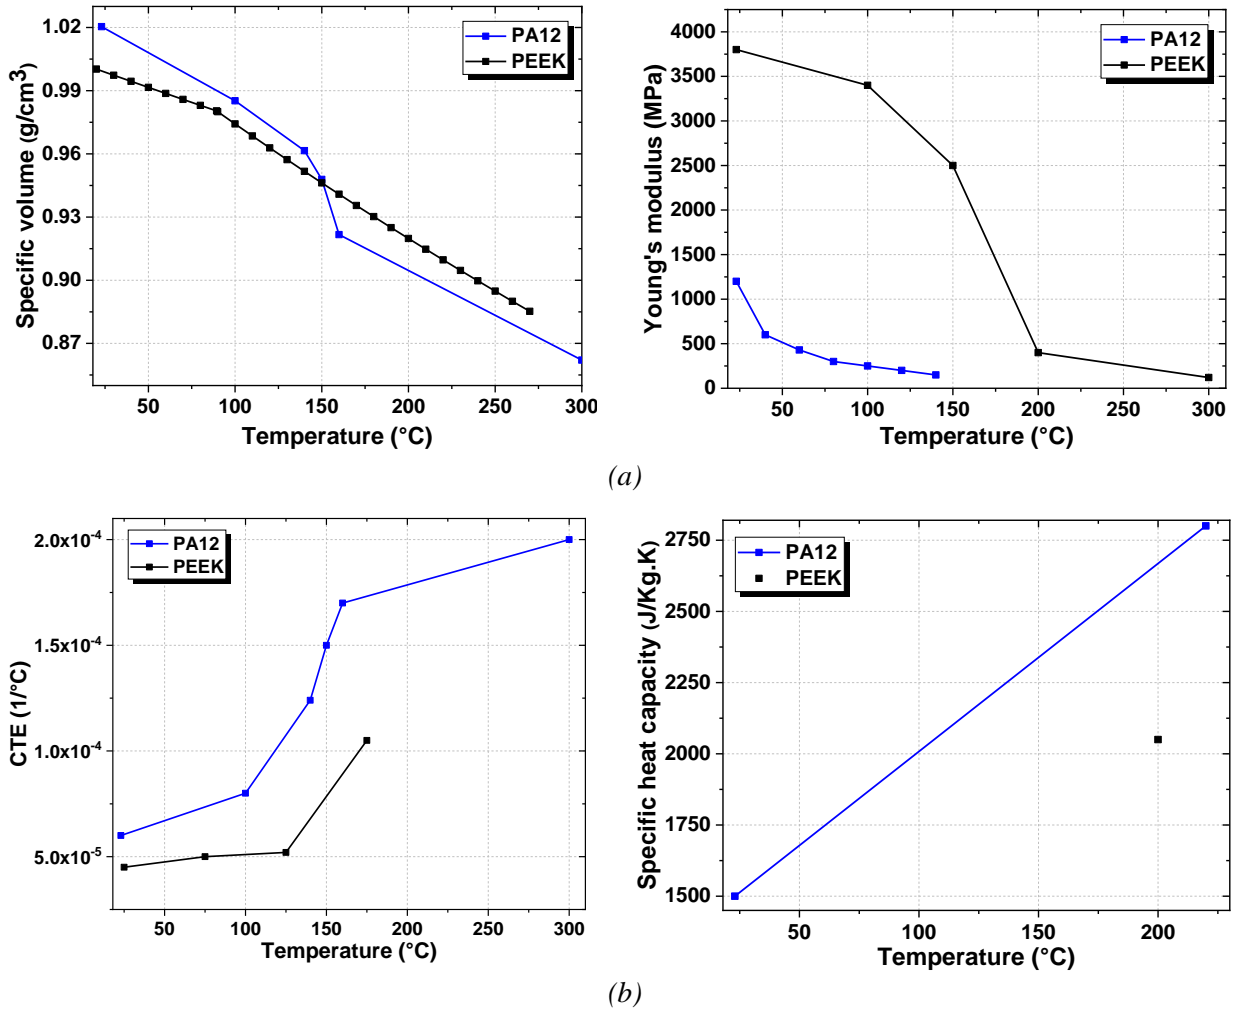 1.02
0.99
0.96
0.93
0.90
0.87
Specific volume (g/cm3)
PA12
PEEK
50 100 150 200 250 300
Temperature (°C)
4000
3500
3000
2500
2000
1500
1000
500
0
Young's modulus (MPa)
PA12
PEEK
50 100 150 200 250 300
Temperature (°C)
(a)
2.0x10-4
1.5x10-4
1.0x10-4
5.0x10-5
CTE (1/°C)
PA12
PEEK
50 100 150 200 250 300
Temperature (°C)
2750
2500
2250
2000
1750
1500
Specific heat capacity (J/Kg.K)
PA12
PEEK
50 100 150 200
Temperature (°C)
(b)